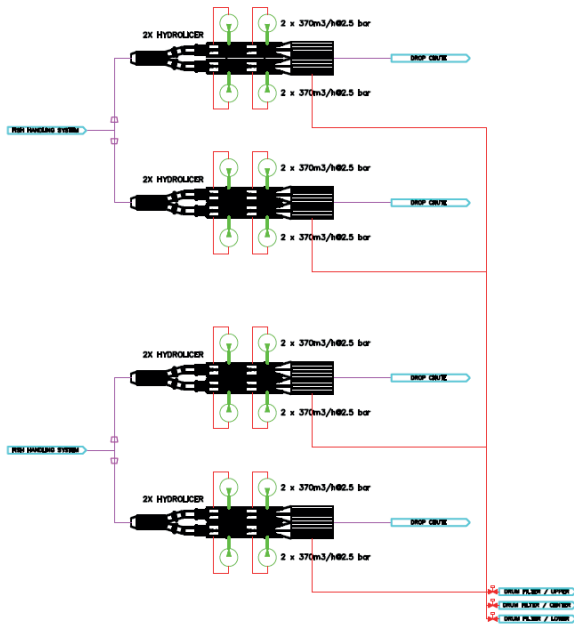 2X HYDROLICER
2 x 370m3/h@2.5 bar
DROP CHUTE
2 x 370m3/h@2.5 bar
FISH HANDLING SYSTEM
2X HYDROLICER
2 x 370m3/h@2.5 bar
DROP CHUTE
2 x 370m3/h@2.5 bar
2X HYDROLICER
2 x 370m3/h@2.5 bar
DROP CHUTE
2 x 370m3/h@2.5 bar
FISH HANDLING SYSTEM
2X HYDROLICER
2 x 370m3/h@2.5 bar
DROP CHUTE
2 x 370m3/h@2.5 bar
DRUM FILTER / UPPER
DRUM FILTER / CENTER
DRUM FILTER / LOWER